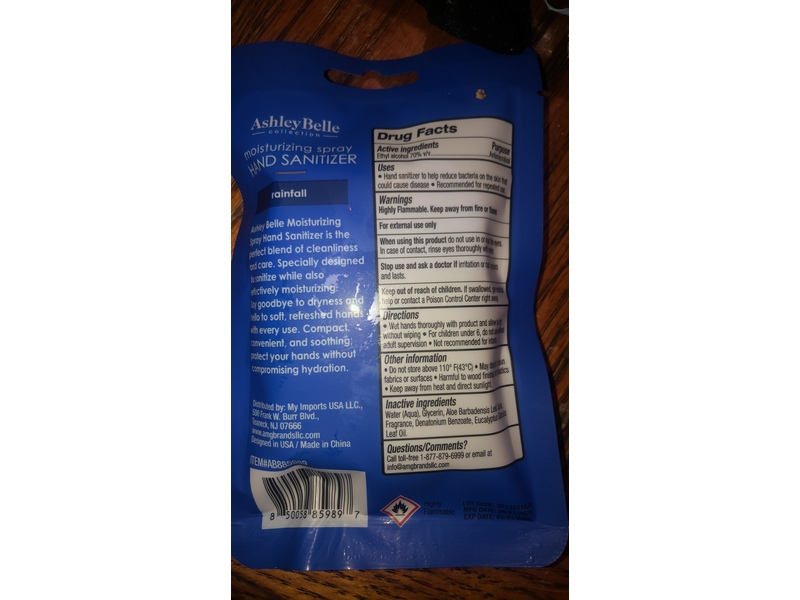 AshleyBelle
collection
moisturizing spray
HAND SANITIZER
rainfall
Ashley Belle Moisturizing
Spray Hand Sanitizer is the
perfect blend of cleanliness
and care. Specially designed
to sanitize while also
effectively moisturizing.
Say goodbye to dryness and
hello to soft, refreshed hands
with every use. Compact,
convenient, and soothing;
protect your hands without
compromising hydration.
Distributed by: My Imports USA LLC.,
500 Frank W. Burr Blvd.,
Teaneck, NJ 07666
www.amgbrandsllc.com
Designed in USA / Made in China
8 50058 85989 7
Drug Facts
Active ingredients Purpose
Ethyl alcohol 70% v/v Antimicrobial
Uses
• Hand sanitizer to help reduce bacteria on the skin that
could cause disease • Recommended for repeated use
Warnings
Highly Flammable. Keep away from fire or flame
For external use only
When using this product do not use in or near the eyes.
In case of contact, rinse eyes thoroughly with
Stop use and ask a doctor if irritation or
and lasts.
Keep out of reach of children. If swallowed, get medical
help or contact a Poison Control Center right away.
Directions
• Wet hands thoroughly with product and allow to
without wiping • For children under 6, do not use without
adult supervision • Not recommended for infants
Other information
• Do not store above 110° F(43°C) • May
fabrics or surfaces • Harmful to wood finishes
• Keep away from heat and direct sunlight.
Inactive ingredients
Water (Aqua), Glycerin, Aloe Barbadensis Leaf
Fragrance, Denatonium Benzoate, Eucalyptus
Leaf Oil.
Questions/Comments?
Call toll-free 1-877-879-6999 or email at
info@amgbrandsllc.com
Highly
Flammable